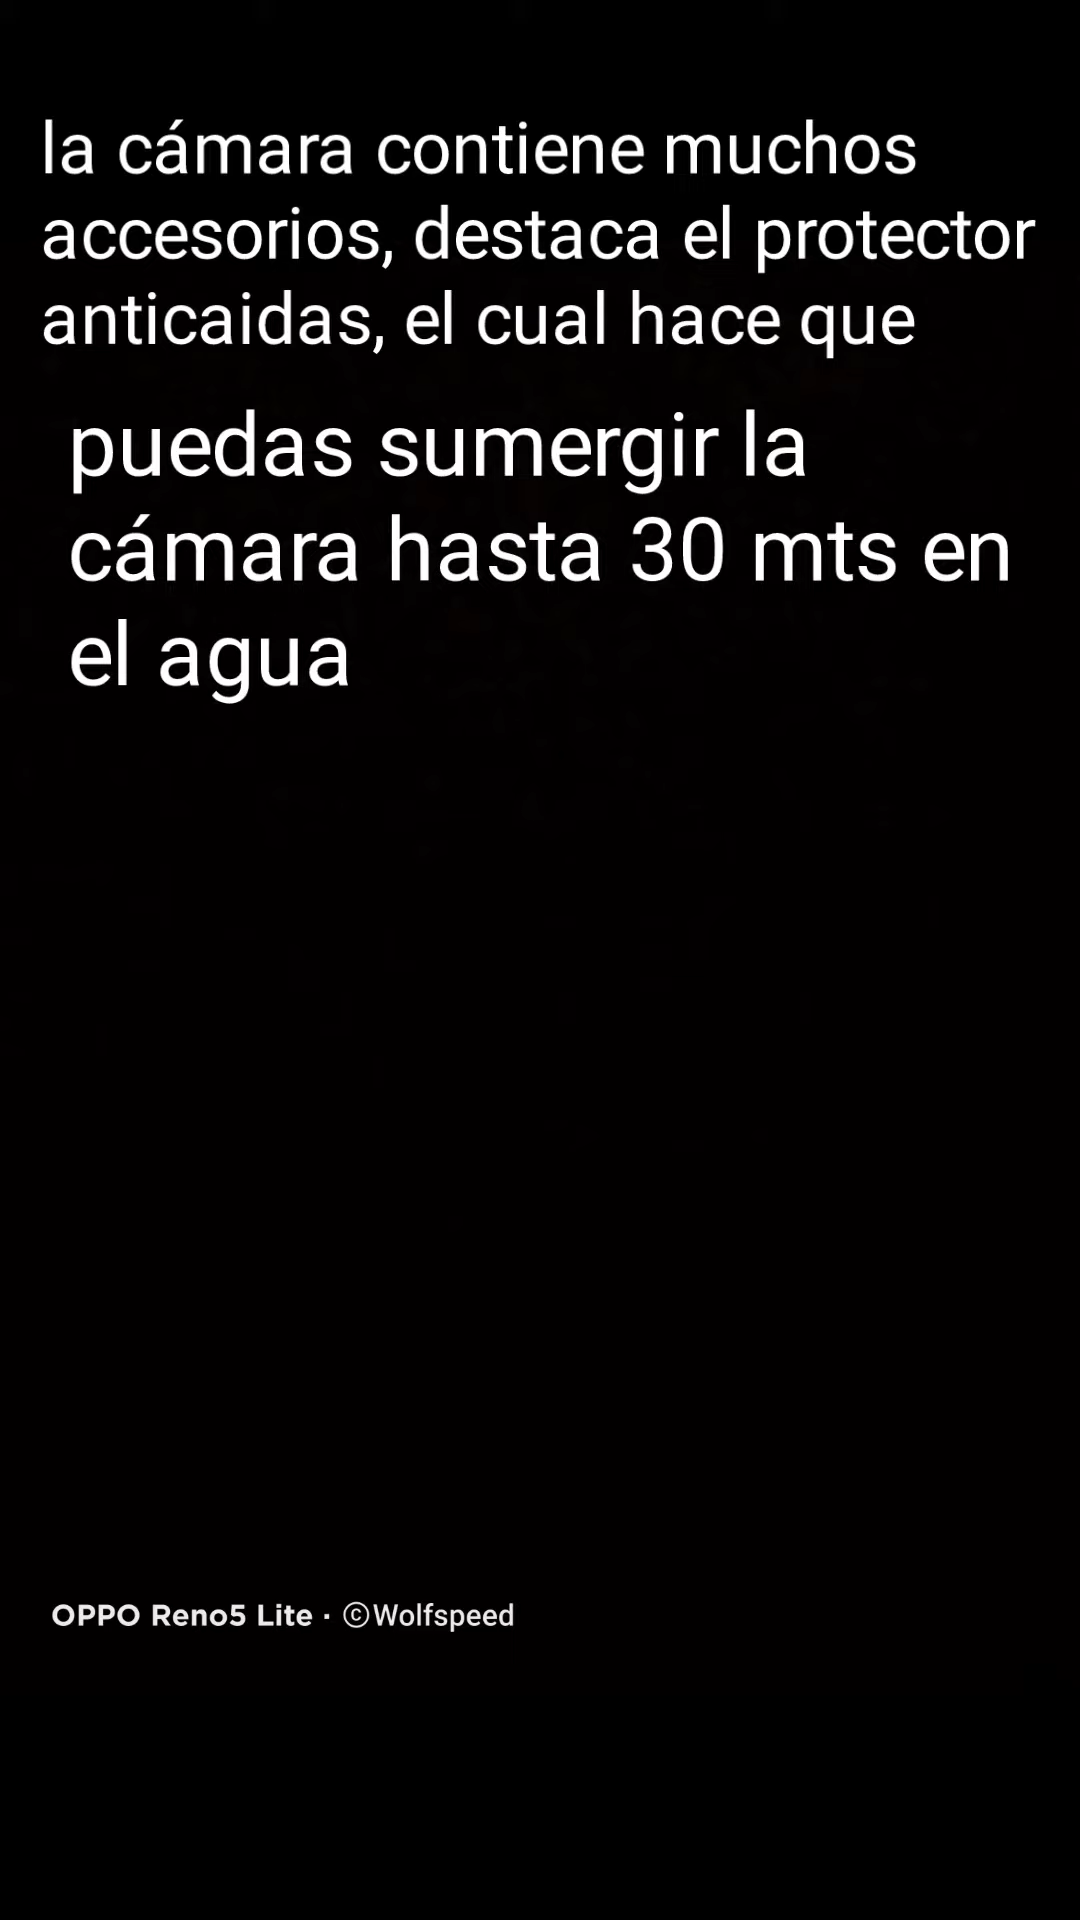 la cámara contiene muchos
accesorios, destaca el protector
anticaidas, el cual hace que
puedas sumergir la
cámara hasta 30 mts en
el agua
OPPO Reno5 Lite · ©Wolfspeed